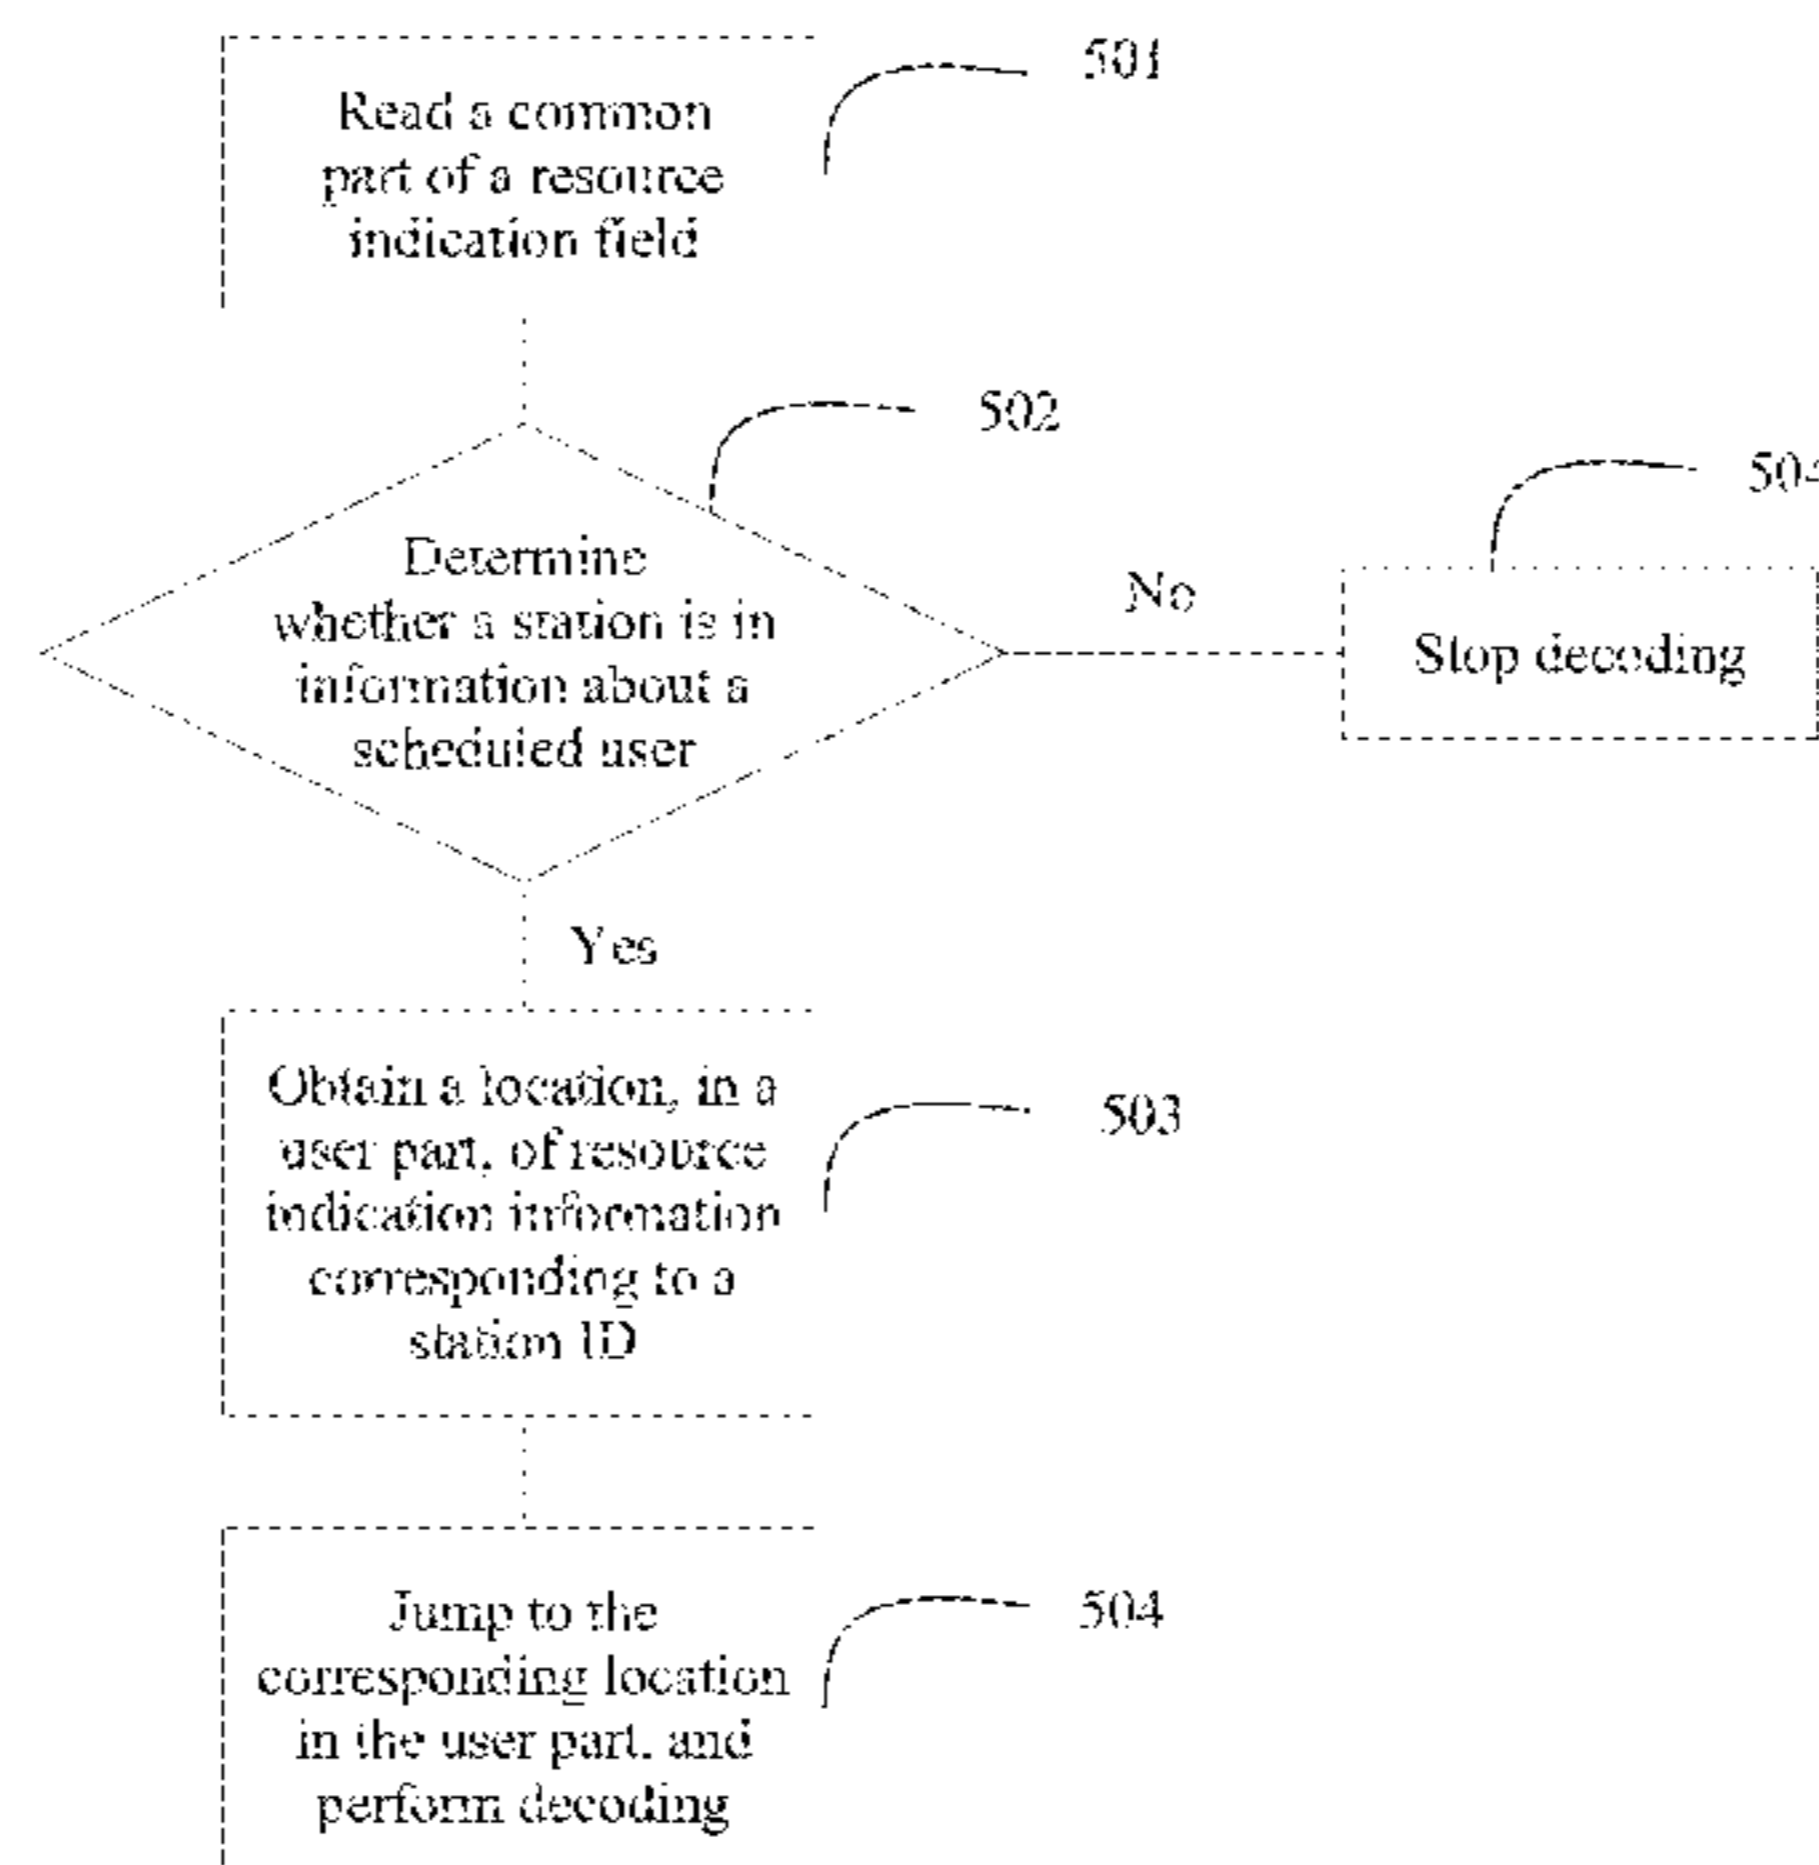 501
Read a common
part of a resource
indication field
502
Determine
whether a station is in
information about a
scheduled user
No
504
Stop decoding
Yes
503
Obtain a location, in a
user part, of resource
indication information
corresponding to a
station ID
504
Jump to the
corresponding location
in the user part, and
perform decoding